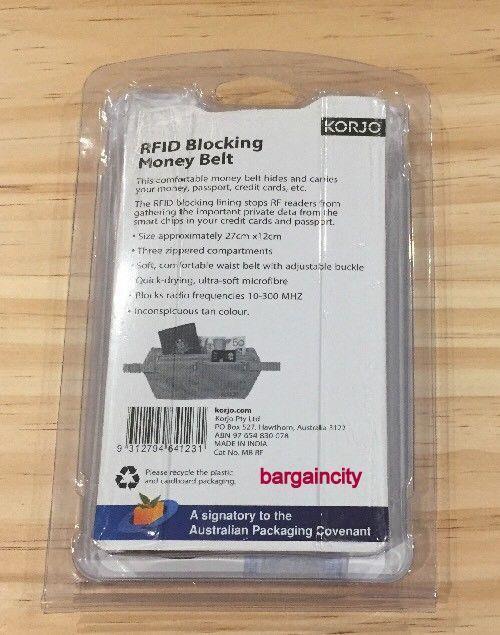 KORJO
RFID Blocking
Money Belt
This comfortable money belt hides and carries
your money, passport, credit cards, etc.
The RFID blocking lining stops RF readers from
gathering the important private data from the
smart chips in your credit cards and passport.
• Size approximately 27cm x12cm
• Three zippered compartments
• Soft, comfortable waist belt with adjustable buckle
Quick-drying, ultra-soft microfibre
• Blocks radio frequencies 10-300 MHZ
• Inconspicuous tan colour.
korjo.com
Korjo Pty Ltd
PO Box 527, Hawthorn, Australia 3122
ABN 97 654 830 078
MADE IN INDIA
Cat No. MB RF
9 312794 641231
Please recycle the plastic
and cardboard packaging.
bargaincity
A signatory to the
Australian Packaging Covenant